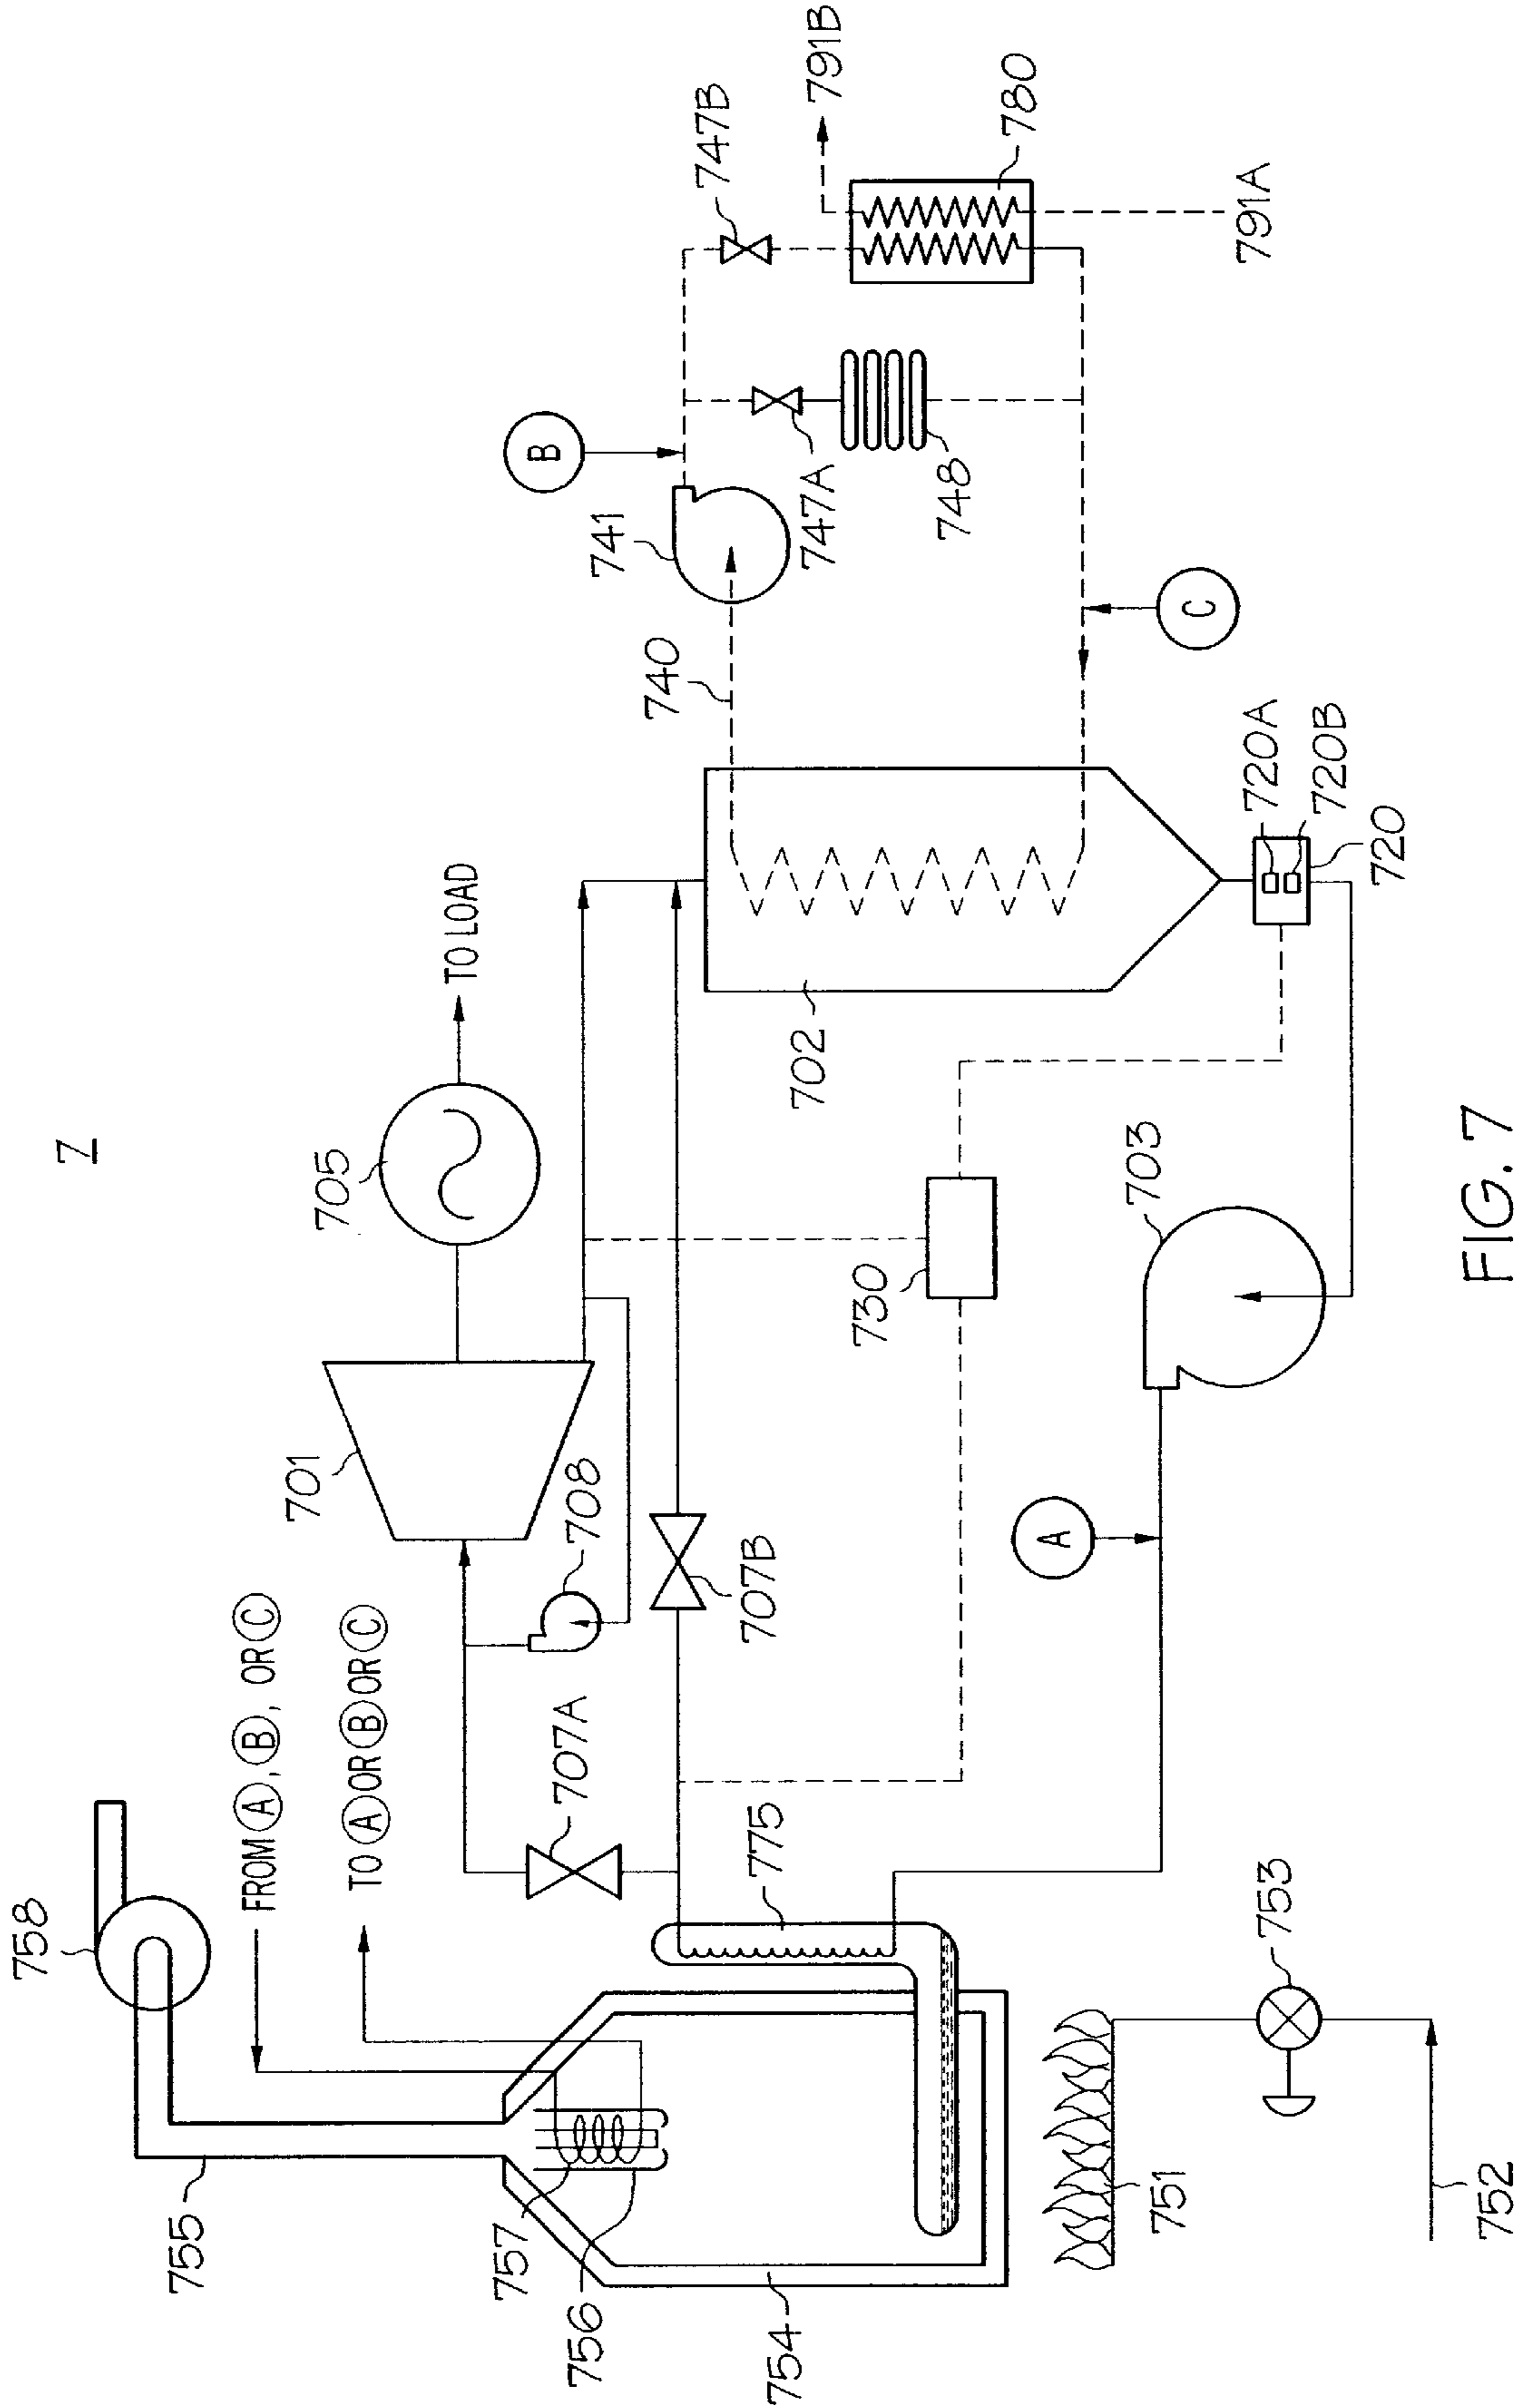 7
758
FROM Ⓐ, Ⓑ, OR Ⓒ
TO Ⓐ OR Ⓑ OR Ⓒ
755
757
756
754
775
707A
708
707B
701
705
TO LOAD
730
702
740
741
B
747A
747B
748
791B
780
791A
C
720A
720B
720
703
A
753
751
752
FIG. 7